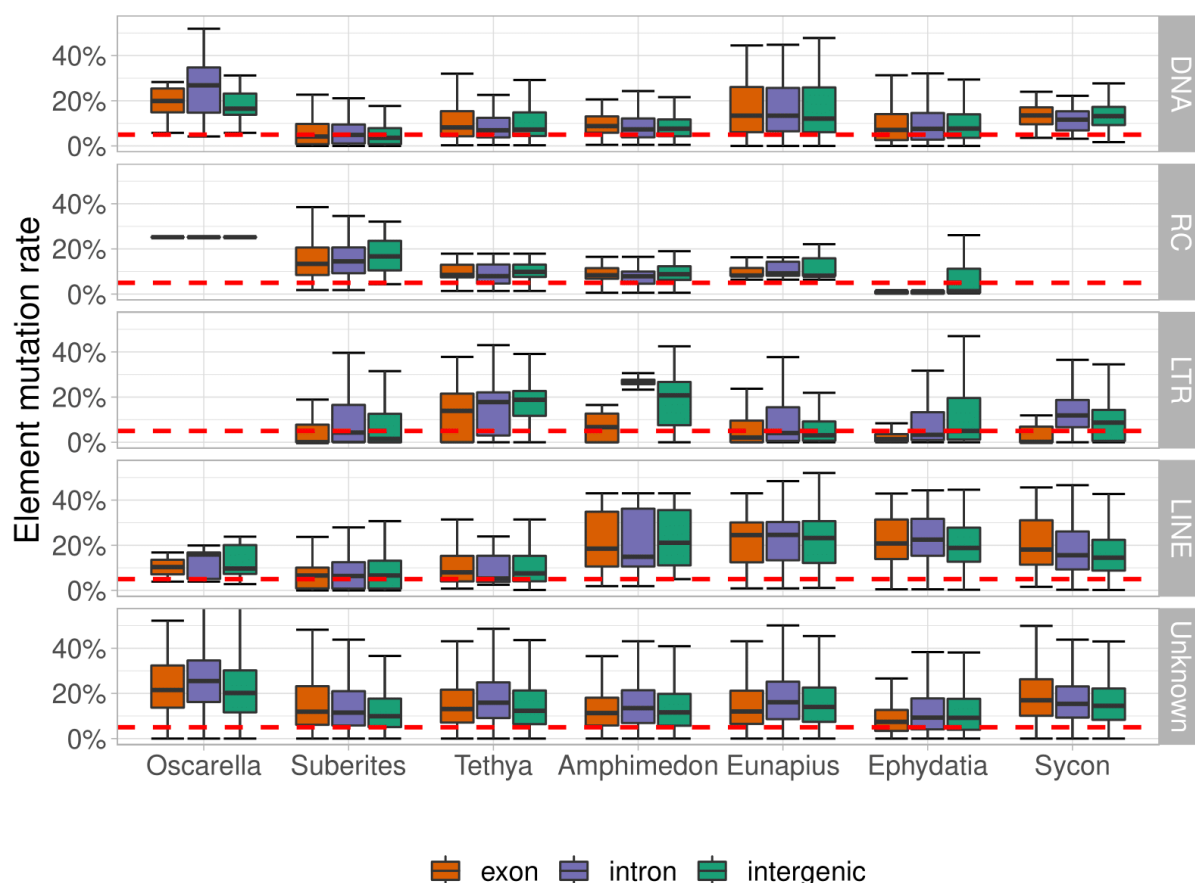 Element mutation rate
40%
20%
0%
DNA
40%
20%
0%
RC
40%
20%
0%
LTR
40%
20%
0%
LINE
40%
20%
0%
Unknown
Oscarella Suberites Tethya Amphimedon Eunapius Ephydatia Sycon
exon intron intergenic